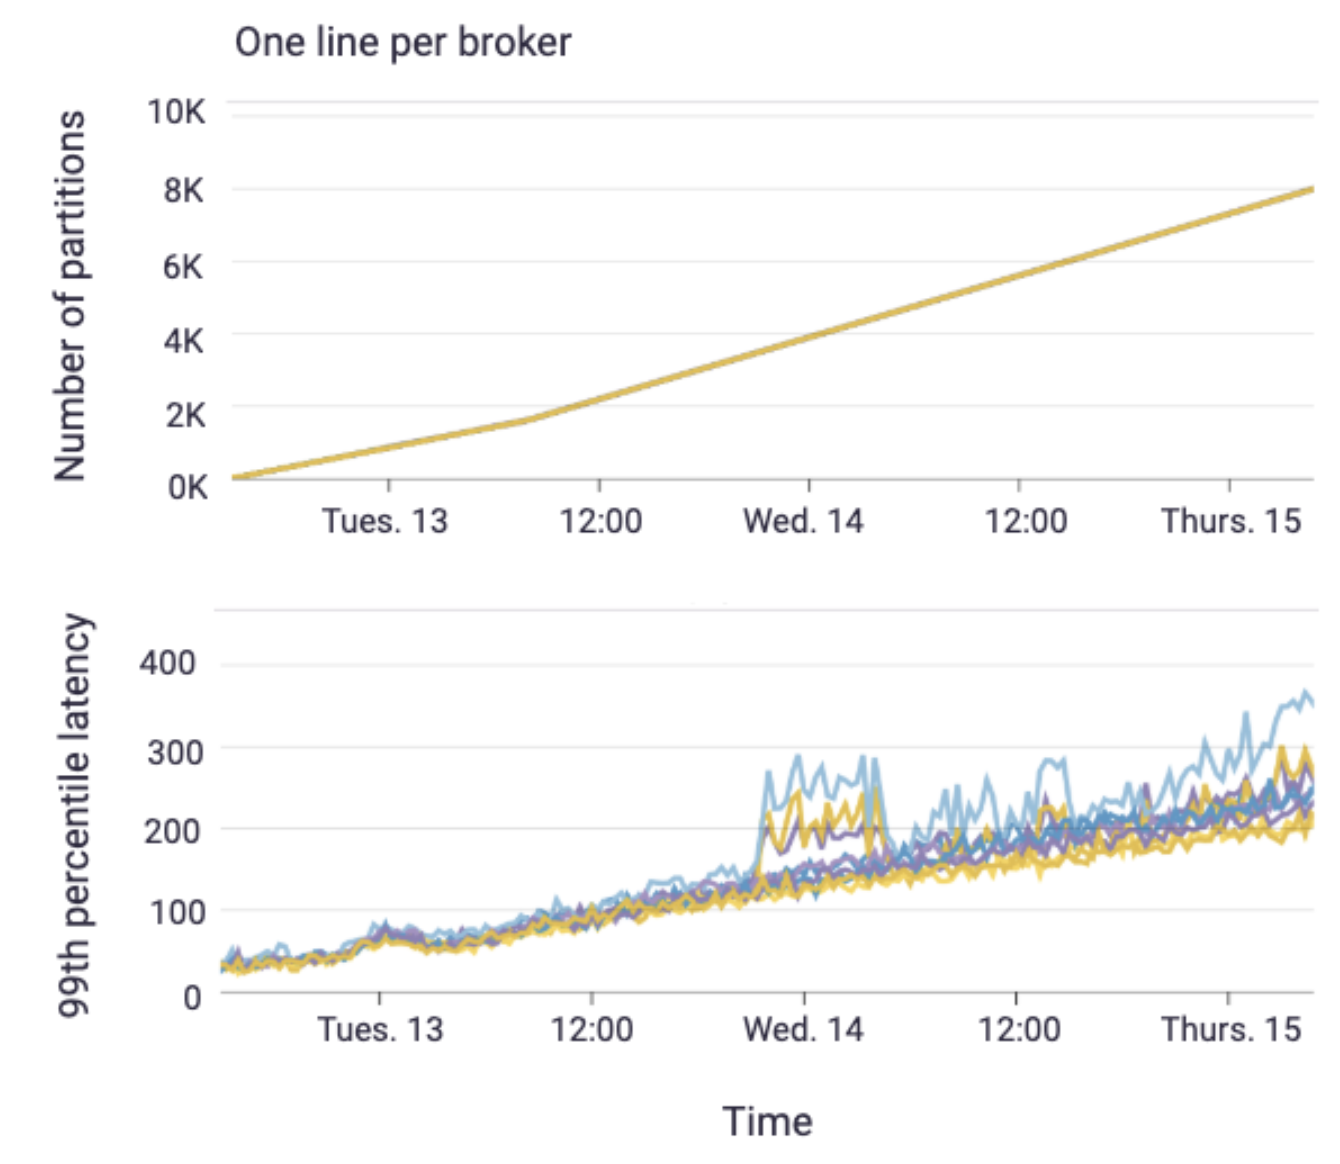 One line per broker
Number of partitions
10K
8K
6K
4K
2K
0K
Tues. 13 12:00 Wed. 14 12:00 Thurs. 15
99th percentile latency
400
300
200
100
0
Tues. 13 12:00 Wed. 14 12:00 Thurs. 15
Time